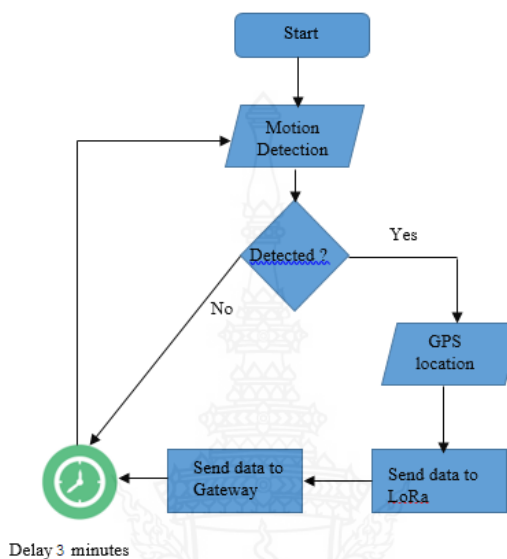 Start
Motion
Detection
Detected ?
Yes
No
GPS
location
Send data to
Gateway
Send data to
LoRa
Delay 3 minutes